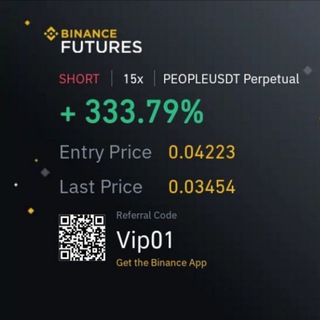 BINANCE
FUTURES
SHORT | 15x | PEOPLEUSDT Perpetual
+ 333.79%
Entry Price 0.04223
Last Price 0.03454
Referral Code
Vip01
Get the Binance App